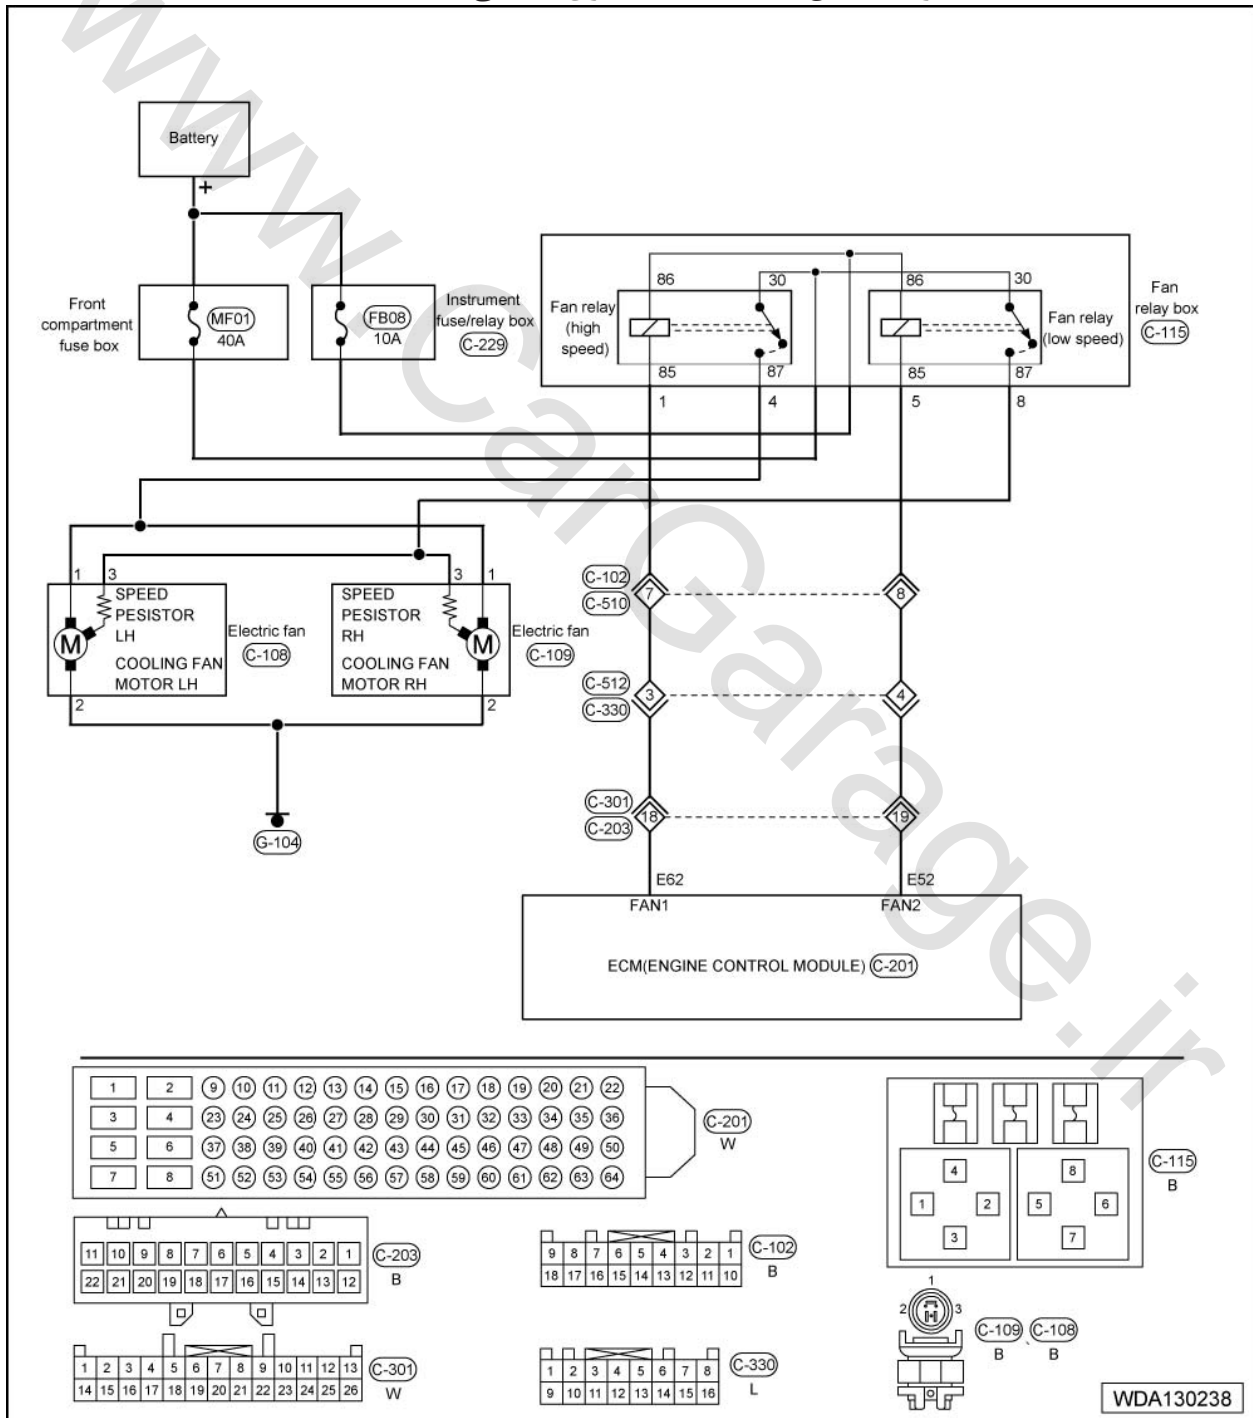 www.CarGarage.ir
Battery
+
Front
compartment
fuse box
MF01
40A
FB08
10A
Instrument
fuse/relay box
C-229
86
30
86
30
Fan relay
(high
speed)
Fan relay
(low speed)
Fan
relay box
C-115
85
87
85
87
1
4
5
8
1
3
3
1
SPEED
PESISTOR
LH
COOLING FAN
MOTOR LH
M
Electric fan
C-108
SPEED
PESISTOR
RH
COOLING FAN
MOTOR RH
M
Electric fan
C-109
2
2
G-104
C-102
C-510
7
8
C-512
C-330
3
4
C-301
C-203
18
19
E62
E52
FAN1
FAN2
ECM(ENGINE CONTROL MODULE) C-201
1 2 9 10 11 12 13 14 15 16 17 18 19 20 21 22
3 4 23 24 25 26 27 28 29 30 31 32 33 34 35 36
5 6 37 38 39 40 41 42 43 44 45 46 47 48 49 50
7 8 51 52 53 54 55 56 57 58 59 60 61 62 63 64
C-201
W
4
8
1
2
5
6
3
7
C-115
B
11 10 9 8 7 6 5 4 3 2 1
22 21 20 19 18 17 16 15 14 13 12
C-203
B
9 8 7 6 5 4 3 2 1
18 17 16 15 14 13 12 11 10
C-102
B
1
2
3
C-109、C-108
B B
1 2 3 4 5 6 7 8 9 10 11 12 13
14 15 16 17 18 19 20 21 22 23 24 25 26
C-301
W
1 2 3 4 5 6 7 8
9 10 11 12 13 14 15 16
C-330
L
WDA130238